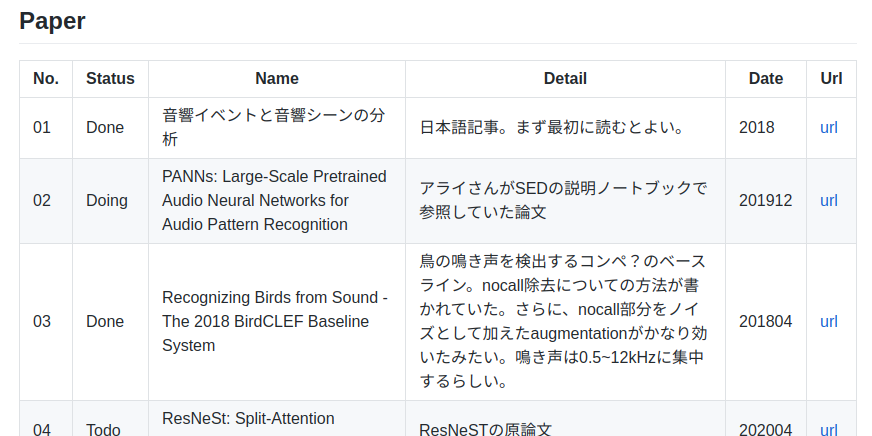 Paper
No. Status Name Detail Date Url
01 Done 音響イベントと音響シーンの分
析 日本語記事。まず最初に読むとよい。 2018 url
02 Doing PANNs: Large-Scale Pretrained
Audio Neural Networks for
Audio Pattern Recognition アライさんがSEDの説明ノートブックで
参照していた論文 201912 url
03 Done Recognizing Birds from Sound -
The 2018 BirdCLEF Baseline
System 鳥の鳴き声を検出するコンペ？のベース
ライン。nocall除去についての方法が書
かれていた。さらに、nocall部分をノイ
ズとして加えたaugmentationがかなり効
いたみたい。鳴き声は0.5~12kHzに集中
するらしい。 201804 url
04 Todo ResNeSt: Split-Attention ResNeSTの原論文 202004 url